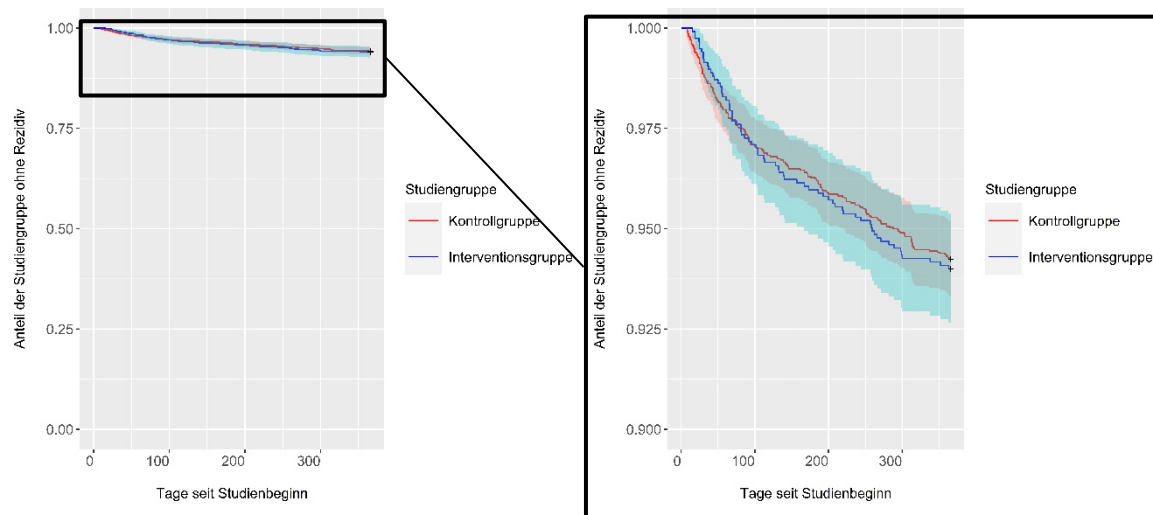 Anteil der Studiengruppe ohne Rezidiv
1.00
0.75
0.50
0.25
0.00
0
100
200
300
Tage seit Studienbeginn
Studiengruppe
Kontrollgruppe
Interventionsgruppe
Anteil der Studiengruppe ohne Rezidiv
1.000
0.975
0.950
0.925
0.900
0
100
200
300
Tage seit Studienbeginn
Studiengruppe
Kontrollgruppe
Interventionsgruppe